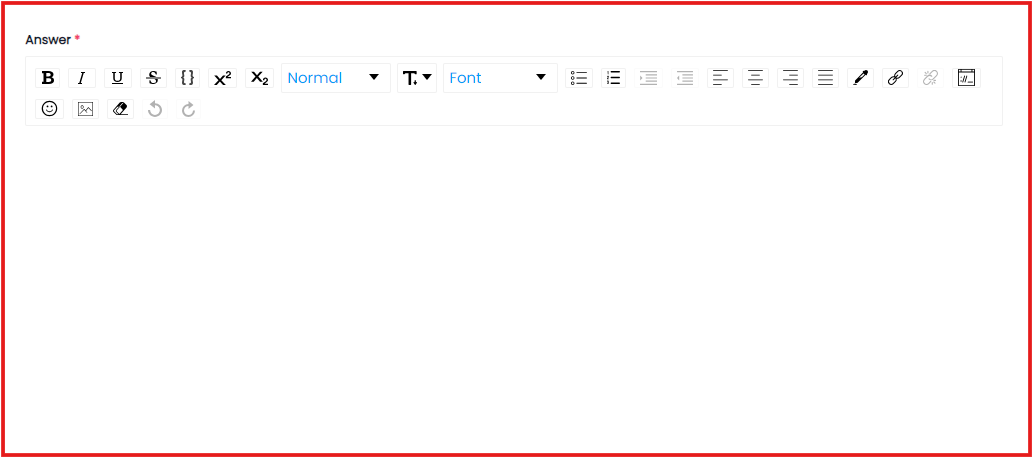 Answer *
B I U S {} x² x₂ Normal T Font